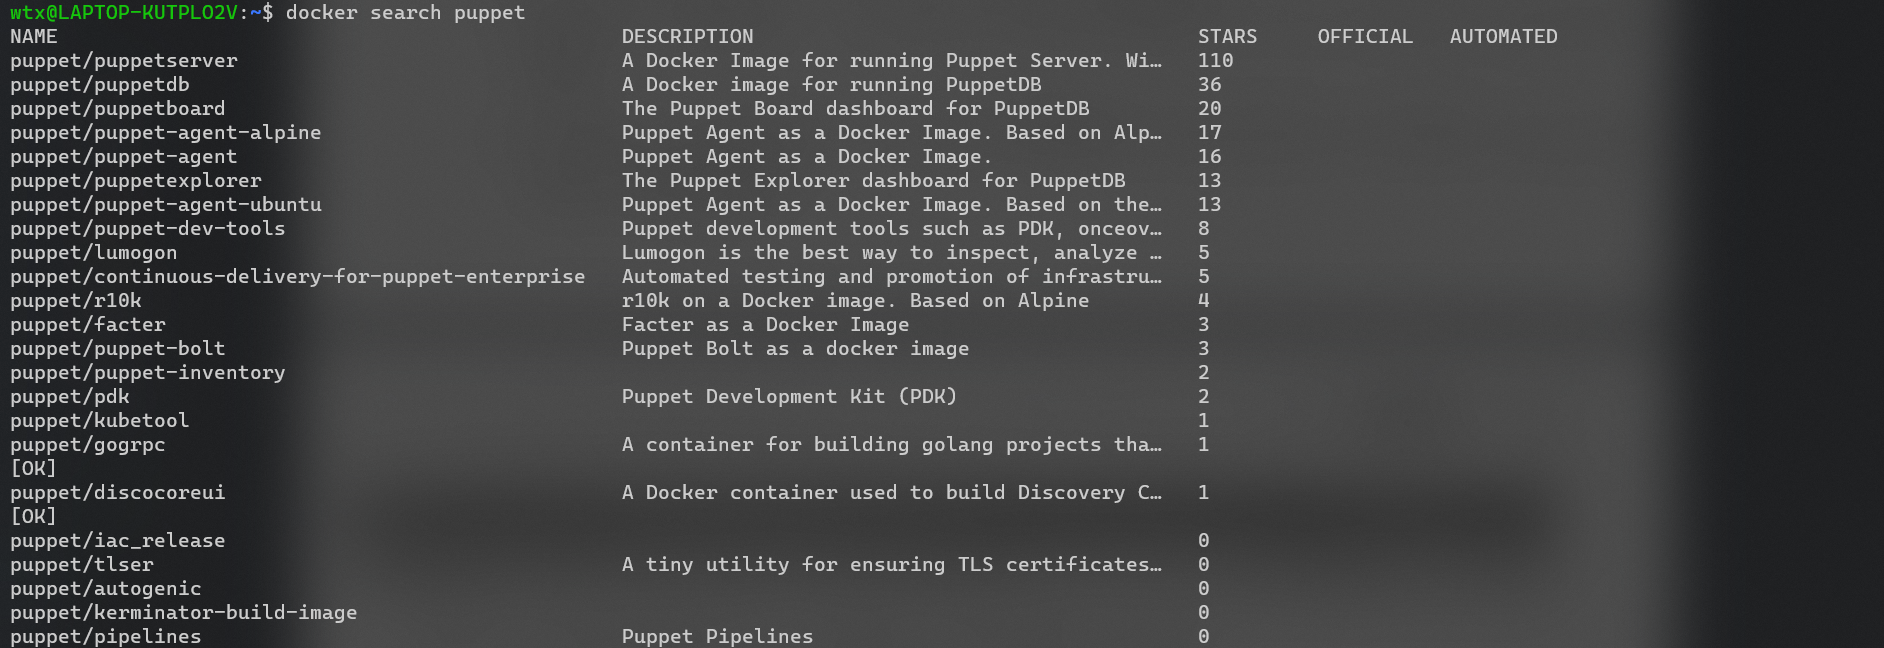 wtx@LAPTOP-KUTPLO2V:~$ docker search puppet
NAME DESCRIPTION STARS OFFICIAL AUTOMATED
puppet/puppetserver A Docker Image for running Puppet Server. Wi… 110
puppet/puppetdb A Docker image for running PuppetDB 36
puppet/puppetboard The Puppet Board dashboard for PuppetDB 20
puppet/puppet-agent-alpine Puppet Agent as a Docker Image. Based on Alp… 17
puppet/puppet-agent Puppet Agent as a Docker Image. 16
puppet/puppetexplorer The Puppet Explorer dashboard for PuppetDB 13
puppet/puppet-agent-ubuntu Puppet Agent as a Docker Image. Based on the… 13
puppet/puppet-dev-tools Puppet development tools such as PDK, onceov… 8
puppet/lumogon Lumogon is the best way to inspect, analyze … 5
puppet/continuous-delivery-for-puppet-enterprise Automated testing and promotion of infrastru… 5
puppet/r10k r10k on a Docker image. Based on Alpine 4
puppet/facter Facter as a Docker Image 3
puppet/puppet-bolt Puppet Bolt as a docker image 3
puppet/puppet-inventory 2
puppet/pdk Puppet Development Kit (PDK) 2
puppet/kubetool 1
puppet/gogrpc A container for building golang projects tha… 1
[OK]
puppet/discocoreui A Docker container used to build Discovery C… 1
[OK]
puppet/iac_release 0
puppet/tlser A tiny utility for ensuring TLS certificates… 0
puppet/autogenic 0
puppet/kerminator-build-image 0
puppet/pipelines Puppet Pipelines 0